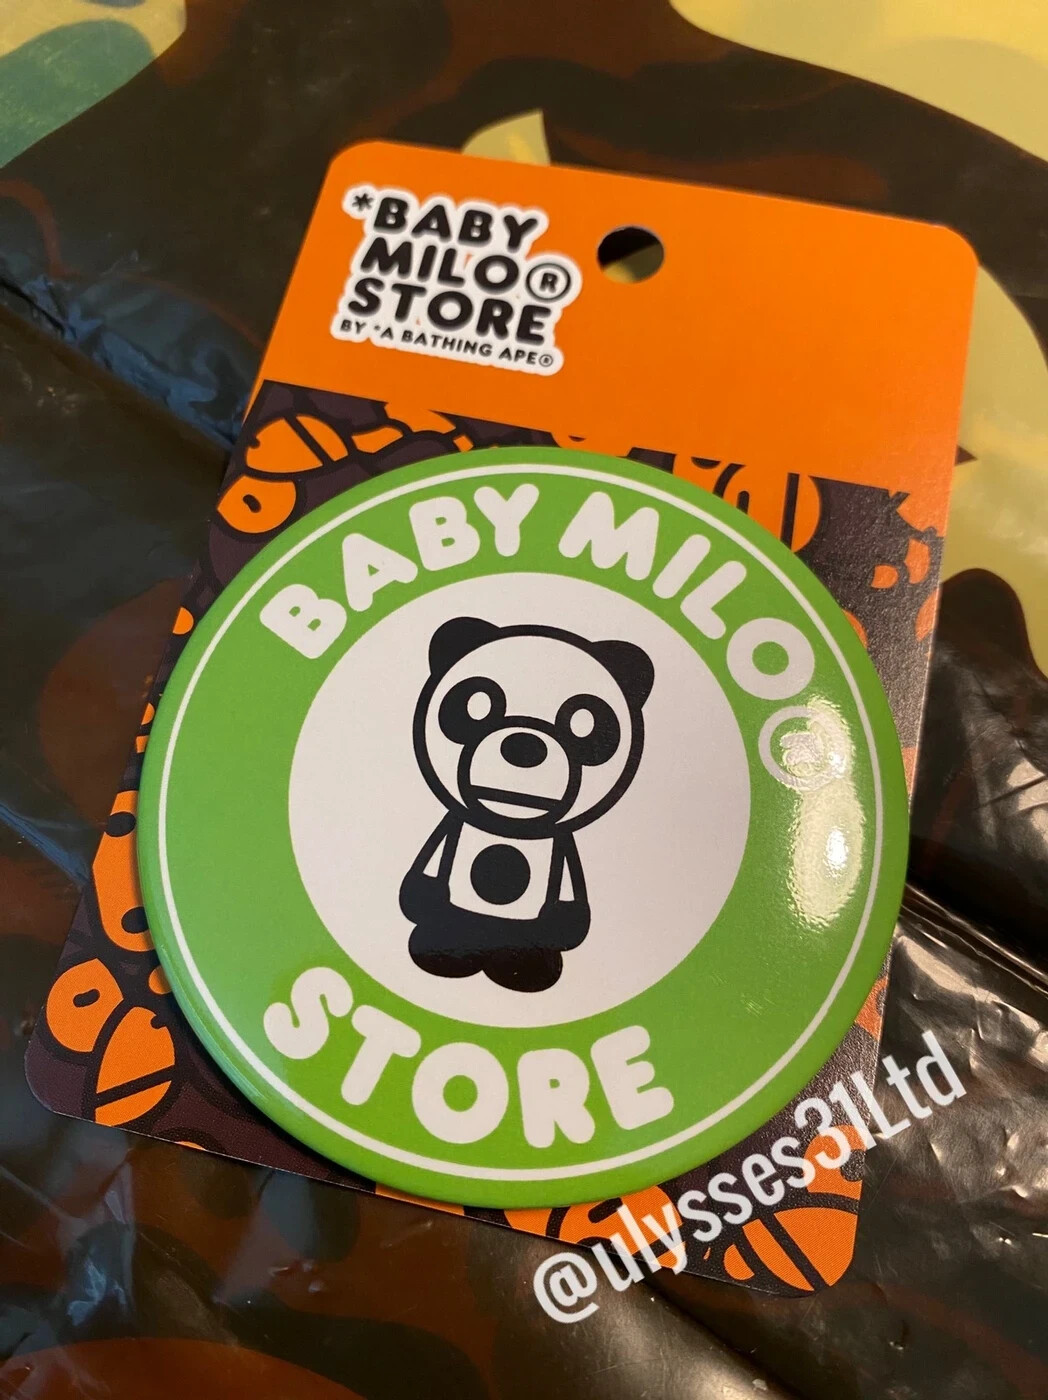 *BABY
MILO®
STORE
BY *A BATHING APE®
BABY MILO®
STORE
@ulysses31Ltd